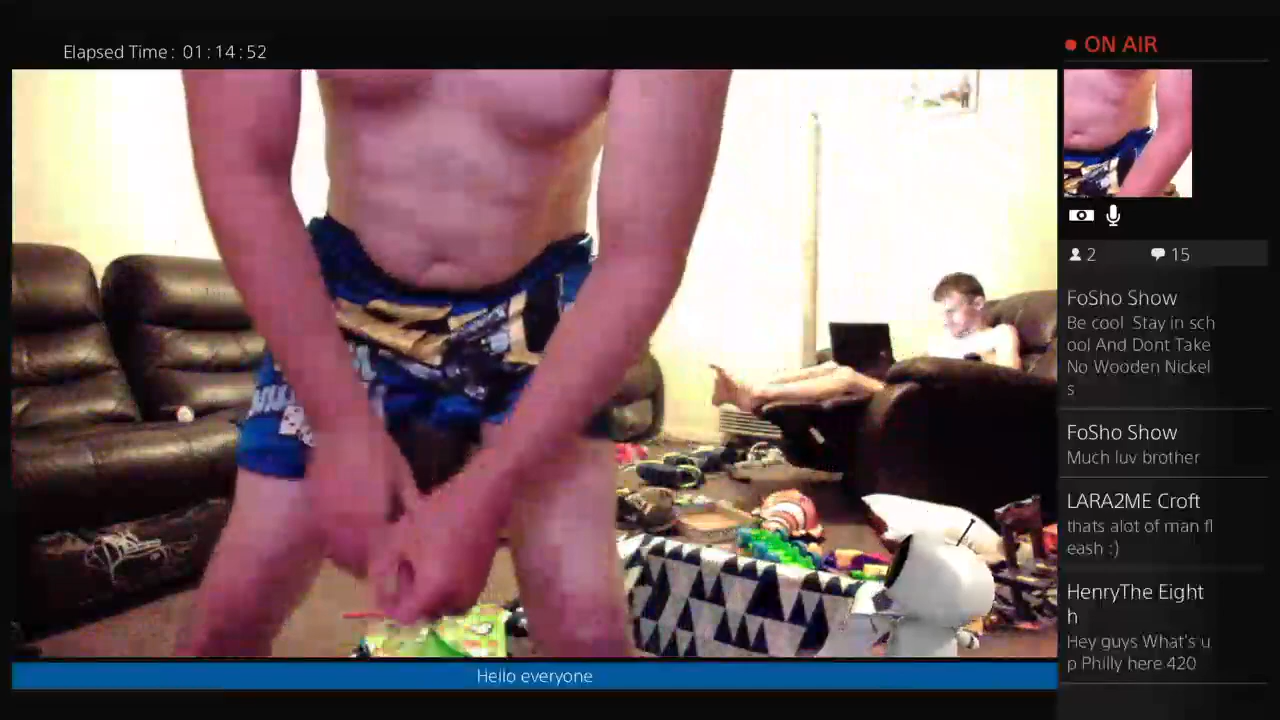 Elapsed Time: 01:14:52
ON AIR
2
15
FoSho Show
Be cool Stay in sch
ool And Dont Take
No Wooden Nickel
s
FoSho Show
Much luv brother
LARA2ME Croft
thats alot of man fl
eash :)
HenryThe Eight
h
Hey guys What's u
p Philly here 420
Hello everyone